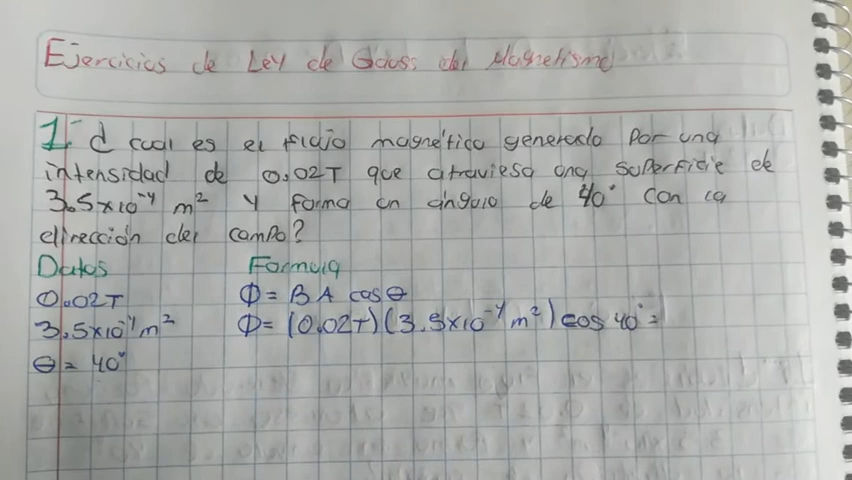 Ejercicios de Ley de Gauss del Magnetismo
1. ¿ cual es el flujo magnético generado por una
intensidad de 0.02T que atraviesa una superficie de
3.5x10⁻⁴ m² y forma un ángulo de 40° con la
dirección del campo?
Datos Formula
0.02T Φ= BA cosθ
3.5x10⁻⁴m² Φ= (0.02T)(3.5x10⁻⁴m²) cos 40°=
θ= 40°